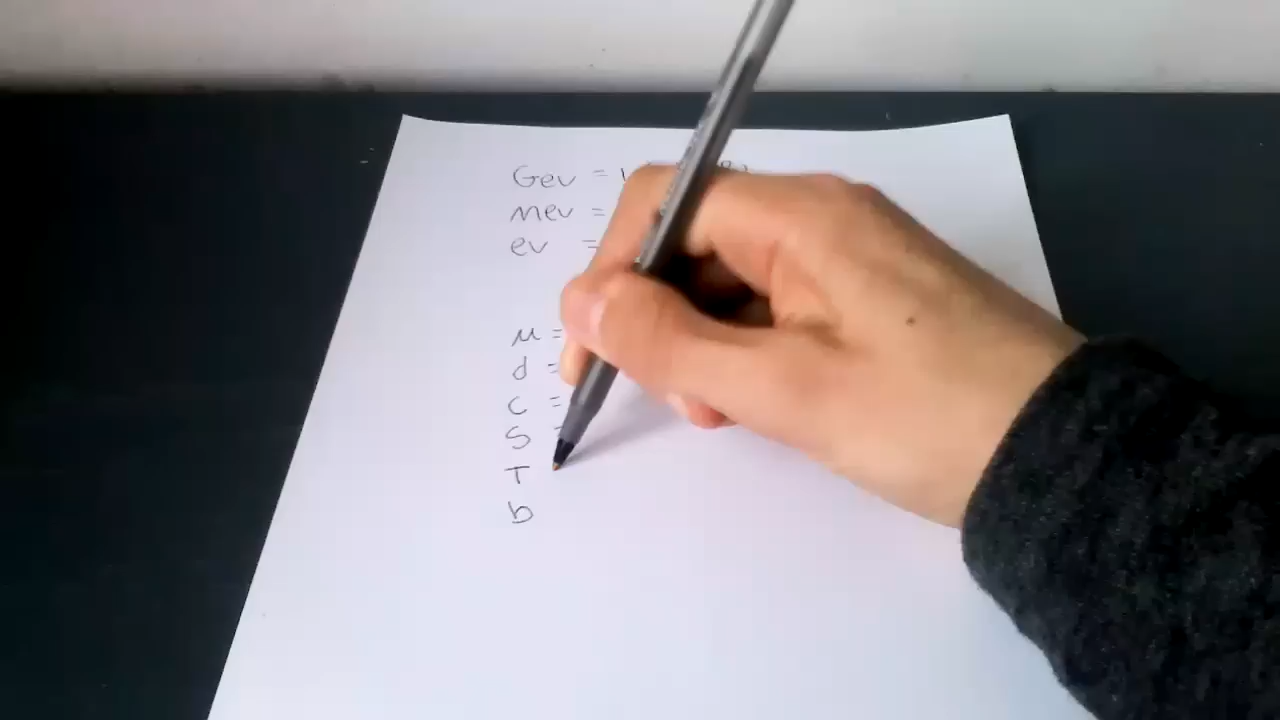 Gev =
mev =
ev =
μ =
d =
c =
S =
T
b